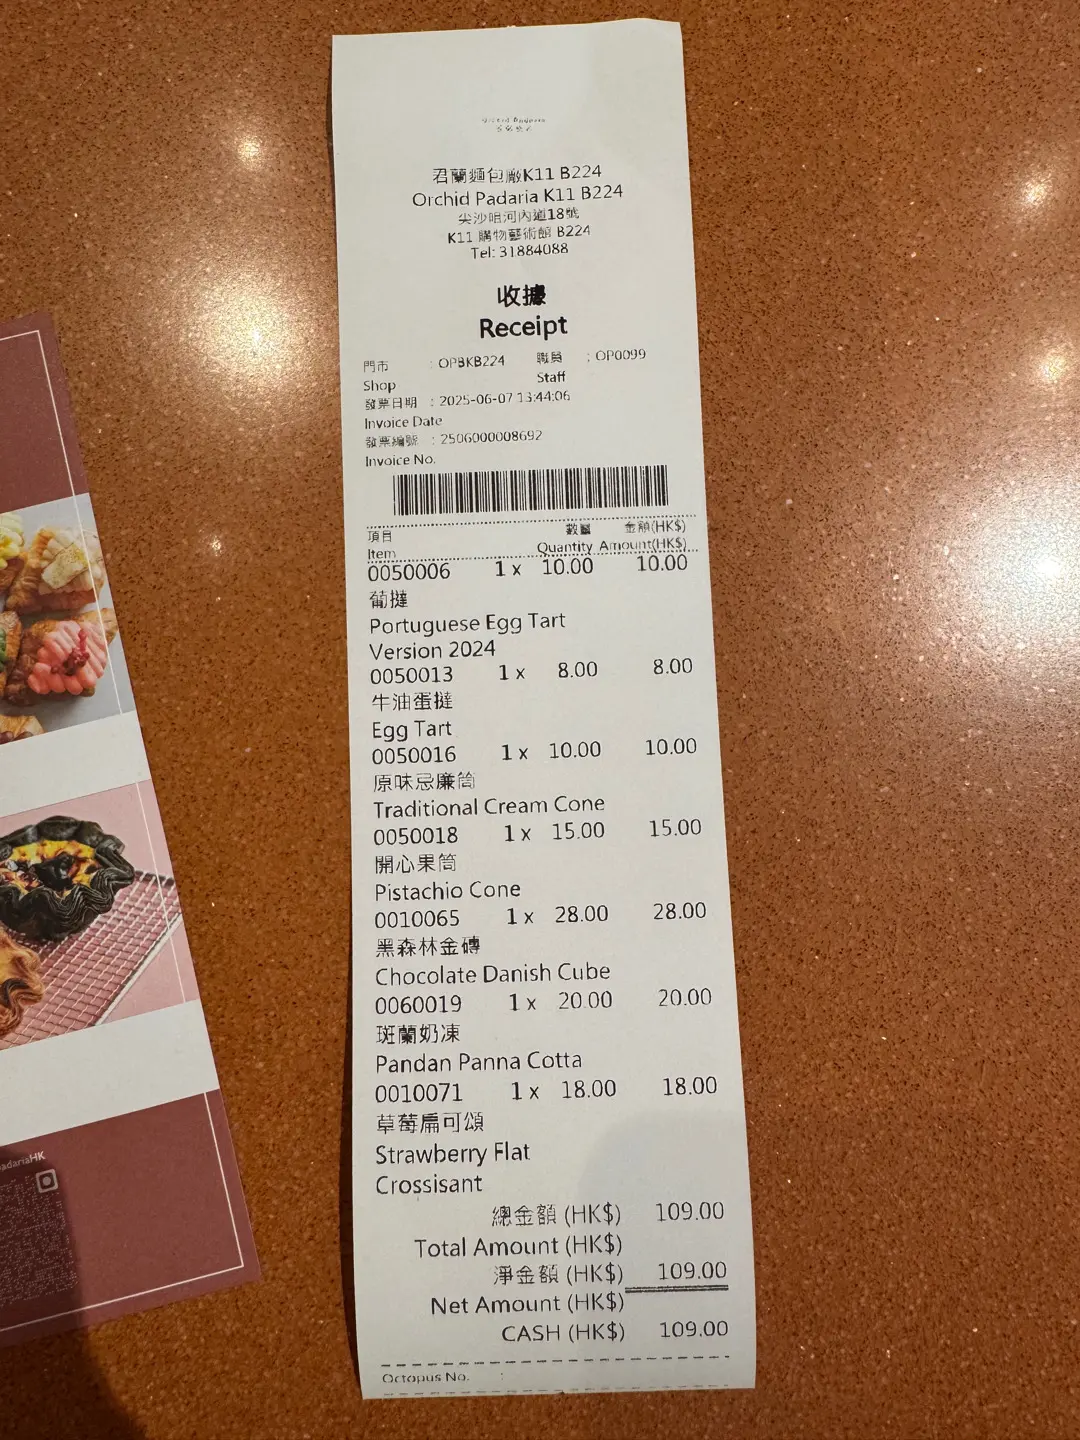 君蘭麵包廠K11 B224
Orchid Padaria K11 B224
尖沙咀河內道18號
K11 購物藝術館 B224
Tel: 31884088
收據
Receipt
門市 : OPBKB224 職員 : OP0099
Shop Staff
發票日期 : 2025-06-07 13:44:06
Invoice Date
發票編號 : 2506000008692
Invoice No.
項目 數量 金額(HK$)
Item Quantity Amount(HK$)
0050006 1 x 10.00 10.00
葡撻
Portuguese Egg Tart
Version 2024
0050013 1 x 8.00 8.00
牛油蛋撻
Egg Tart
0050016 1 x 10.00 10.00
原味忌廉筒
Traditional Cream Cone
0050018 1 x 15.00 15.00
開心果筒
Pistachio Cone
0010065 1 x 28.00 28.00
黑森林金磚
Chocolate Danish Cube
0060019 1 x 20.00 20.00
斑蘭奶凍
Pandan Panna Cotta
0010071 1 x 18.00 18.00
草莓扁可頌
Strawberry Flat
Crossisant
總金額 (HK$) 109.00
Total Amount (HK$)
淨金額 (HK$) 109.00
Net Amount (HK$)
CASH (HK$) 109.00
Octopus No. :
adariaHK